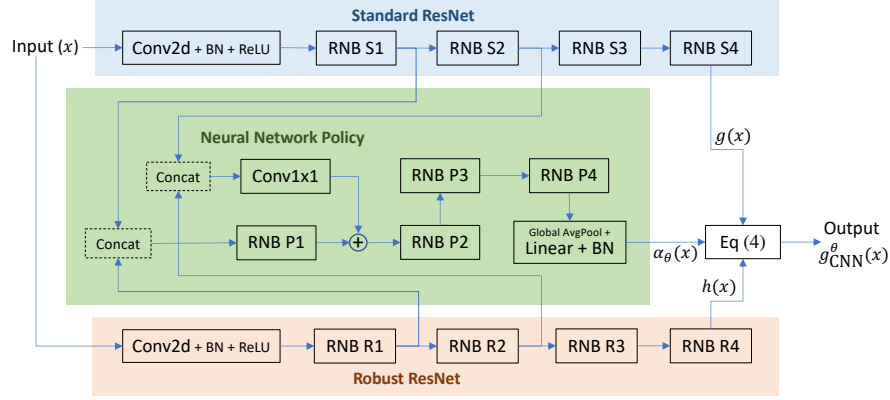 Standard ResNet
Input (x)
Conv2d + BN + ReLU
RNB S1
RNB S2
RNB S3
RNB S4
Neural Network Policy
g(x)
Concat
Conv1x1
RNB P3
RNB P4
Concat
RNB P1
+
RNB P2
Global AvgPool +
Linear + BN
α_θ(x)
Eq (4)
Output
g^θ_CNN(x)
h(x)
Conv2d + BN + ReLU
RNB R1
RNB R2
RNB R3
RNB R4
Robust ResNet